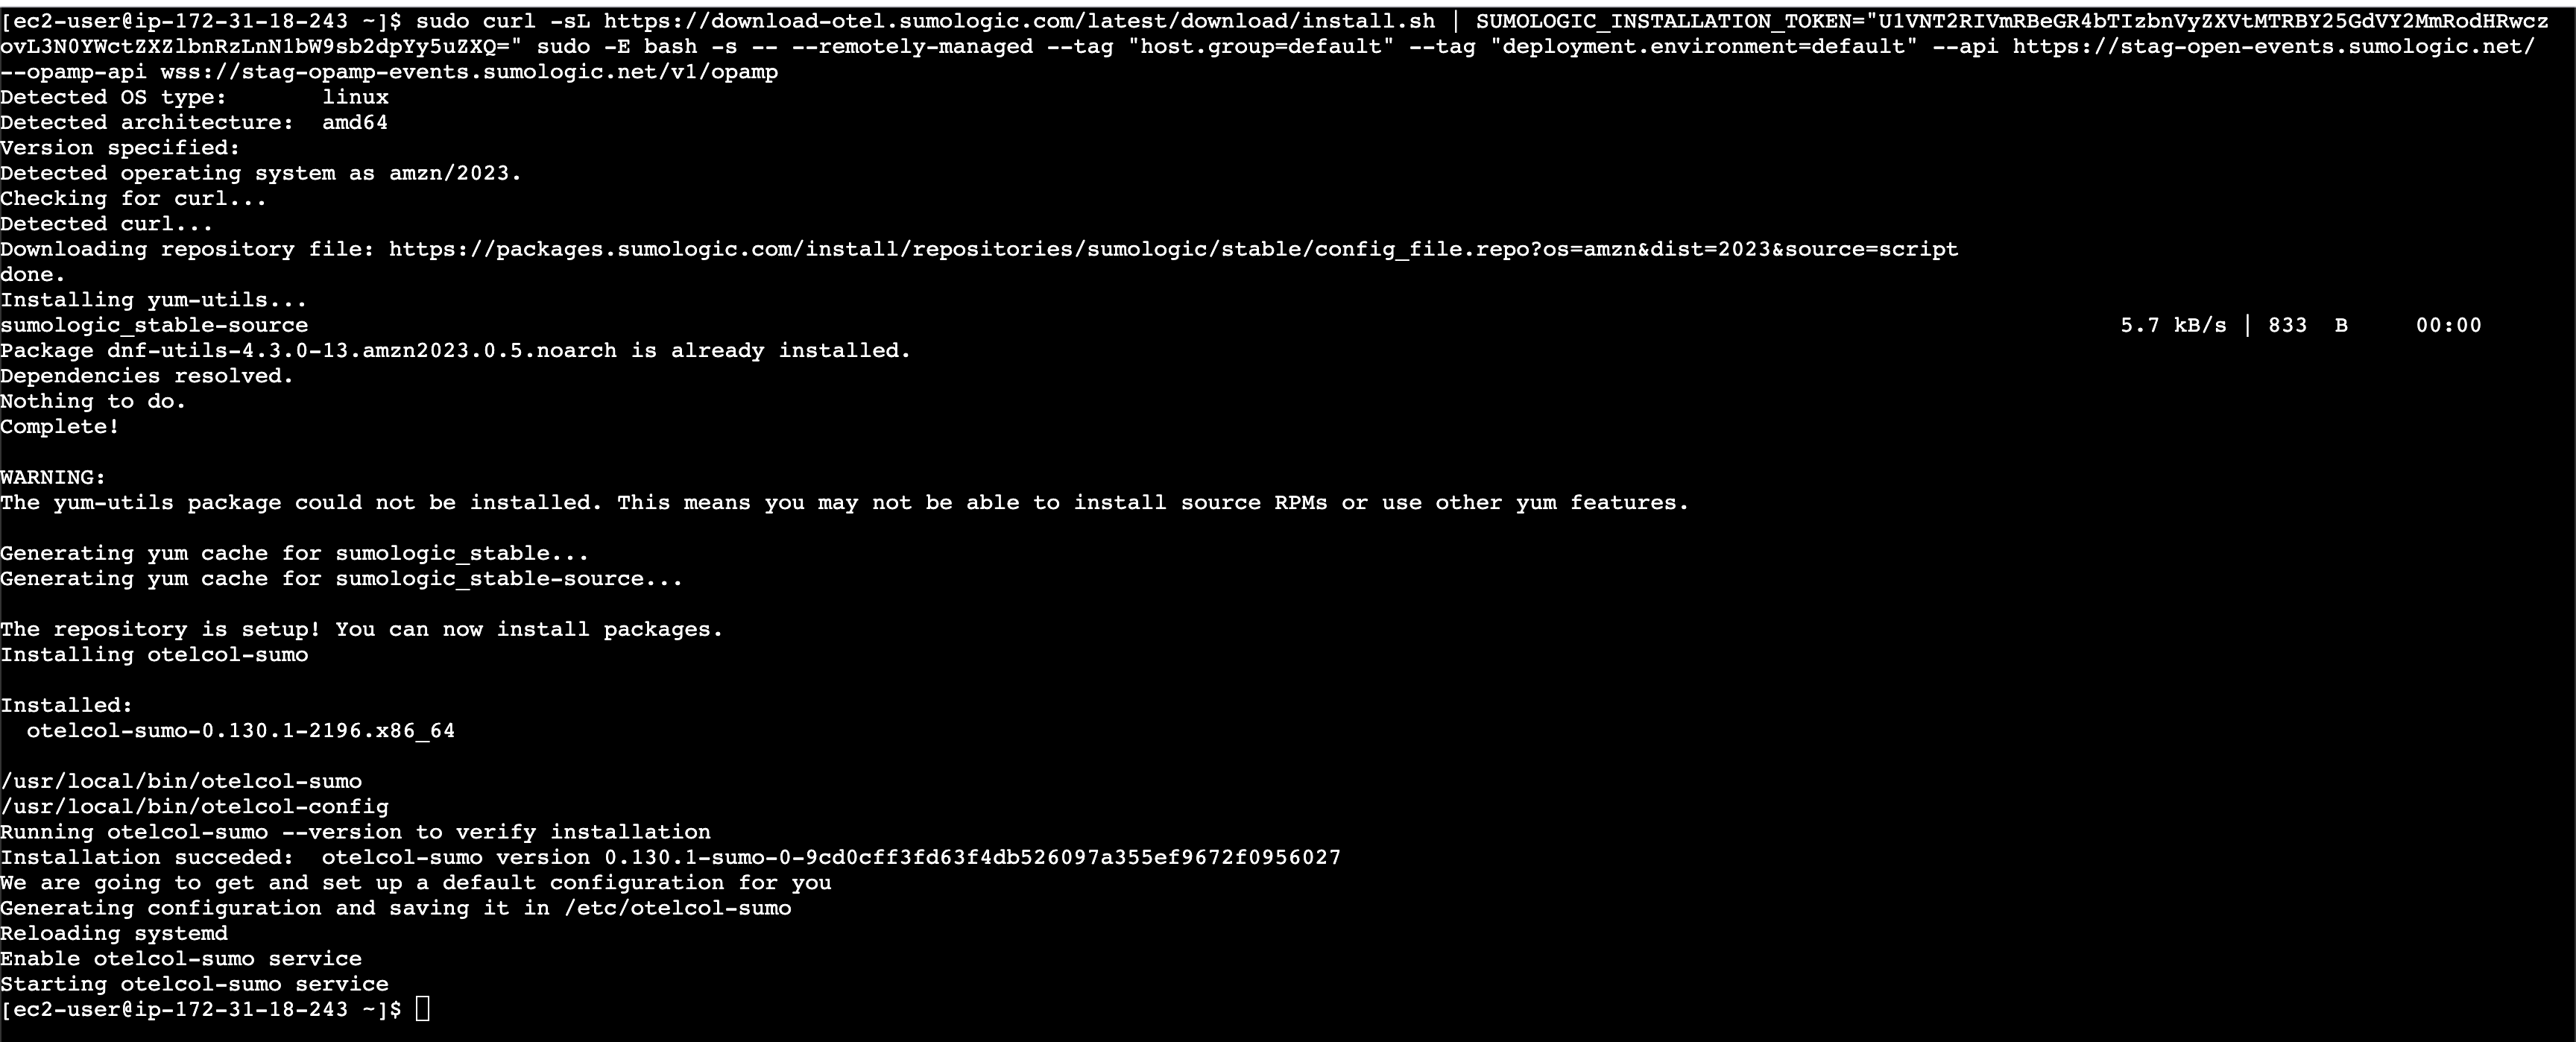 [ec2-user@ip-172-31-18-243 ~]$ sudo curl -sL https://download-otel.sumologic.com/latest/download/install.sh | SUMOLOGIC_INSTALLATION_TOKEN="U1VNT2RIVmRBeGR4bTIzbnVyZXVtMTRBY25GdVY2MmRodHRwcz
ovL3N0YWctZXZlbnRzLnN1bW9sb2dpYy5uZXQ=" sudo -E bash -s -- --remotely-managed --tag "host.group=default" --tag "deployment.environment=default" --api https://stag-open-events.sumologic.net/
--opamp-api wss://stag-opamp-events.sumologic.net/v1/opamp
Detected OS type: linux
Detected architecture: amd64
Version specified:
Detected operating system as amzn/2023.
Checking for curl...
Detected curl...
Downloading repository file: https://packages.sumologic.com/install/repositories/sumologic/stable/config_file.repo?os=amzn&dist=2023&source=script
done.
Installing yum-utils...
sumologic_stable-source 5.7 kB/s | 833 B 00:00
Package dnf-utils-4.3.0-13.amzn2023.0.5.noarch is already installed.
Dependencies resolved.
Nothing to do.
Complete!
WARNING:
The yum-utils package could not be installed. This means you may not be able to install source RPMs or use other yum features.
Generating yum cache for sumologic_stable...
Generating yum cache for sumologic_stable-source...
The repository is setup! You can now install packages.
Installing otelcol-sumo
Installed:
otelcol-sumo-0.130.1-2196.x86_64
/usr/local/bin/otelcol-sumo
/usr/local/bin/otelcol-config
Running otelcol-sumo --version to verify installation
Installation succeded: otelcol-sumo version 0.130.1-sumo-0-9cd0cff3fd63f4db526097a355ef9672f0956027
We are going to get and set up a default configuration for you
Generating configuration and saving it in /etc/otelcol-sumo
Reloading systemd
Enable otelcol-sumo service
Starting otelcol-sumo service
[ec2-user@ip-172-31-18-243 ~]$